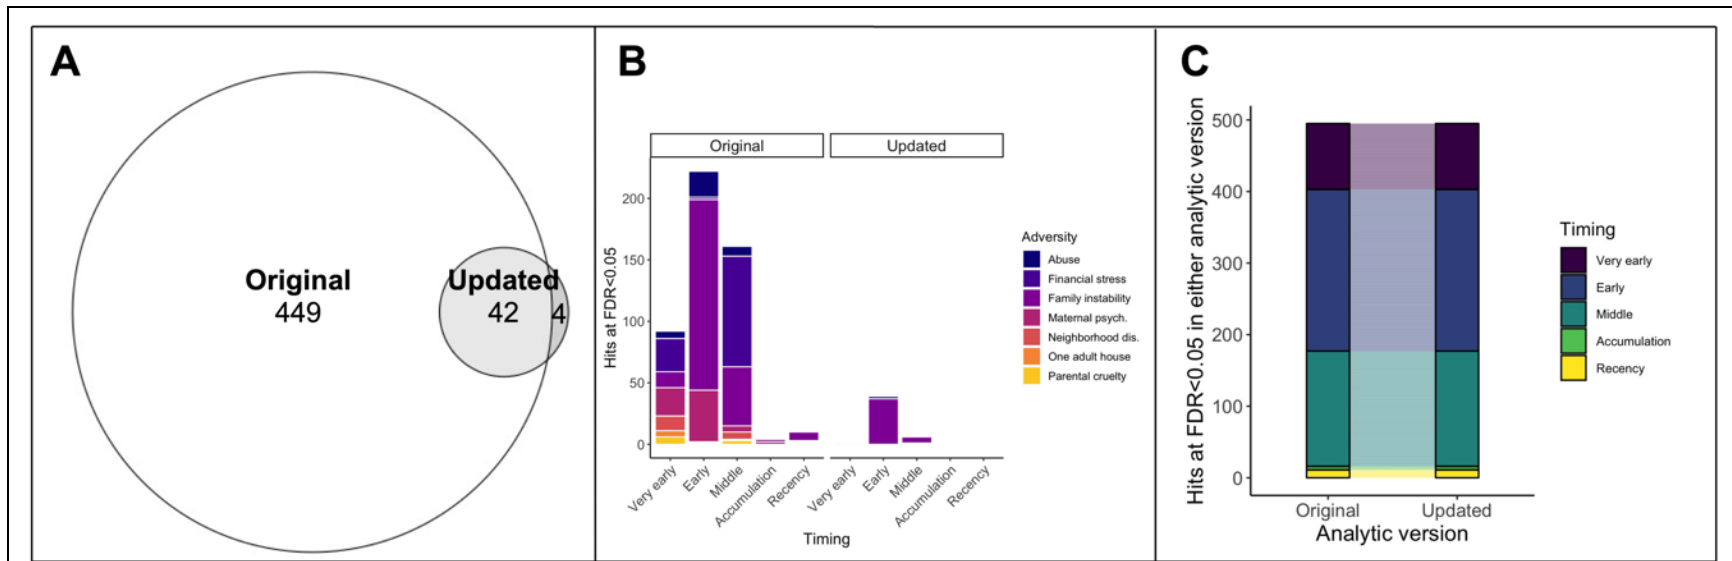 A
Original
449
Updated
42
4
B
Original
Updated
Hits at FDR<0.05
200
150
100
50
0
Very early
Early
Middle
Accumulation
Recency
Very early
Early
Middle
Accumulation
Recency
Timing
Adversity
Abuse
Financial stress
Family instability
Maternal psych.
Neighborhood dis.
One adult house
Parental cruelty
C
Hits at FDR<0.05 in either analytic version
500
400
300
200
100
0
Original
Updated
Analytic version
Timing
Very early
Early
Middle
Accumulation
Recency